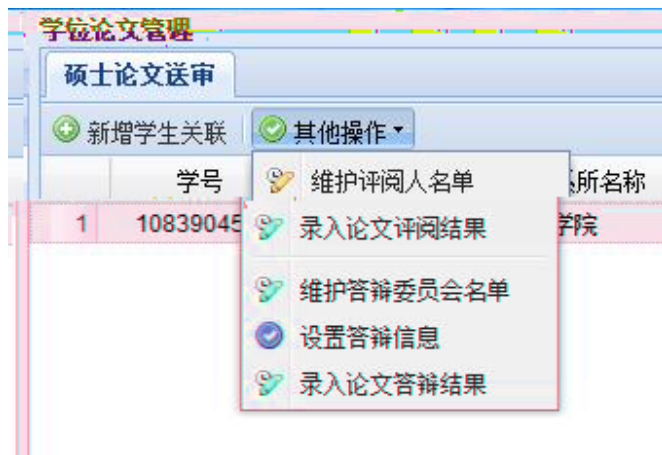 学位论文管理
硕士论文送审
新增学生关联 其他操作
学号 维护评阅人名单 所名称
1 10839045 录入论文评阅结果 学院
维护答辩委员会名单
设置答辩信息
录入论文答辩结果